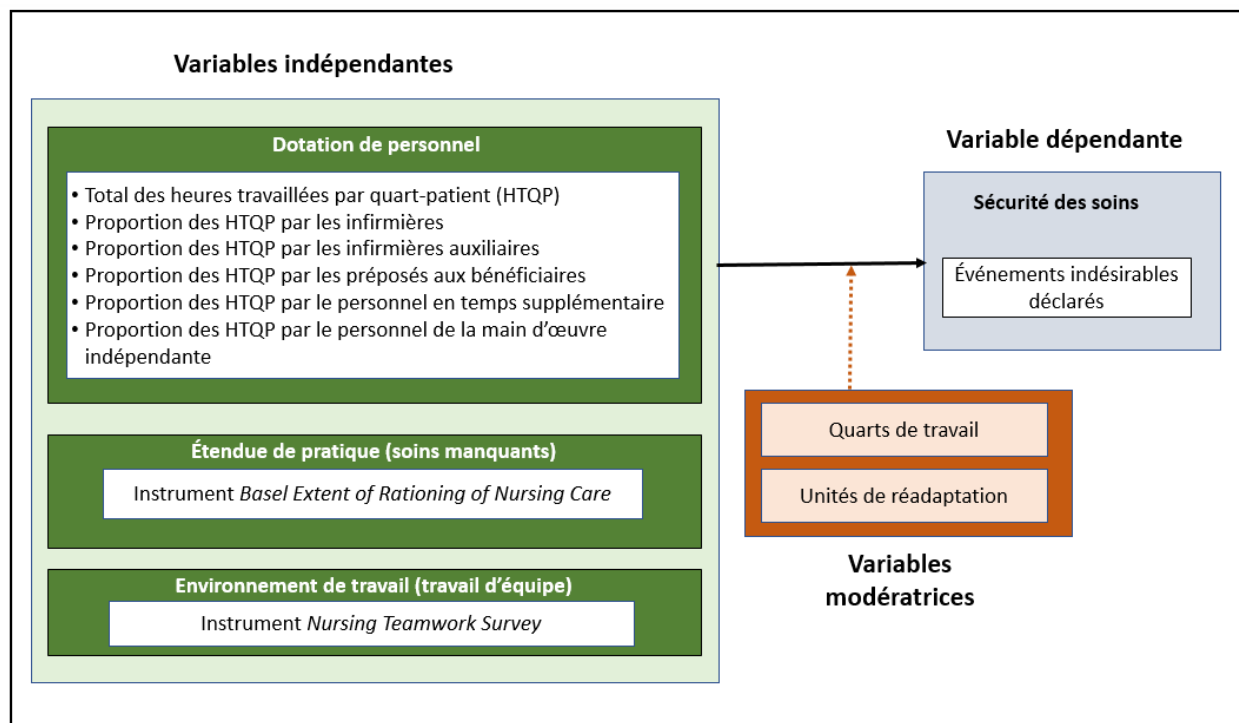 Variables indépendantes
Dotation de personnel
• Total des heures travaillées par quart-patient (HTQP)
• Proportion des HTQP par les infirmières
• Proportion des HTQP par les infirmières auxiliaires
• Proportion des HTQP par les préposés aux bénéficiaires
• Proportion des HTQP par le personnel en temps supplémentaire
• Proportion des HTQP par le personnel de la main d’œuvre
indépendante
Étendue de pratique (soins manquants)
Instrument Basel Extent of Rationing of Nursing Care
Environnement de travail (travail d’équipe)
Instrument Nursing Teamwork Survey
Variable dépendante
Sécurité des soins
Événements indésirables
déclarés
Quarts de travail
Unités de réadaptation
Variables
modératrices